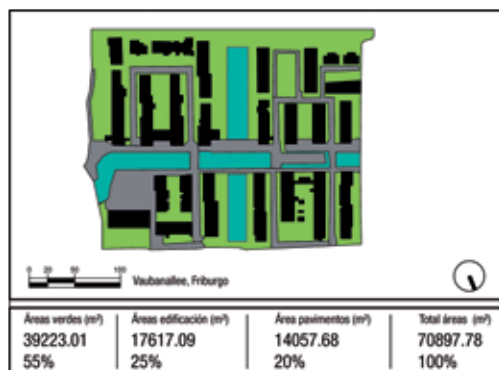 0 20 50 100
Vaubanallee, Friburgo
Áreas verdes (m²) Áreas edificación (m²) Área pavimentos (m²) Total áreas (m²)
39223.01 17617.09 14057.68 70897.78
55% 25% 20% 100%